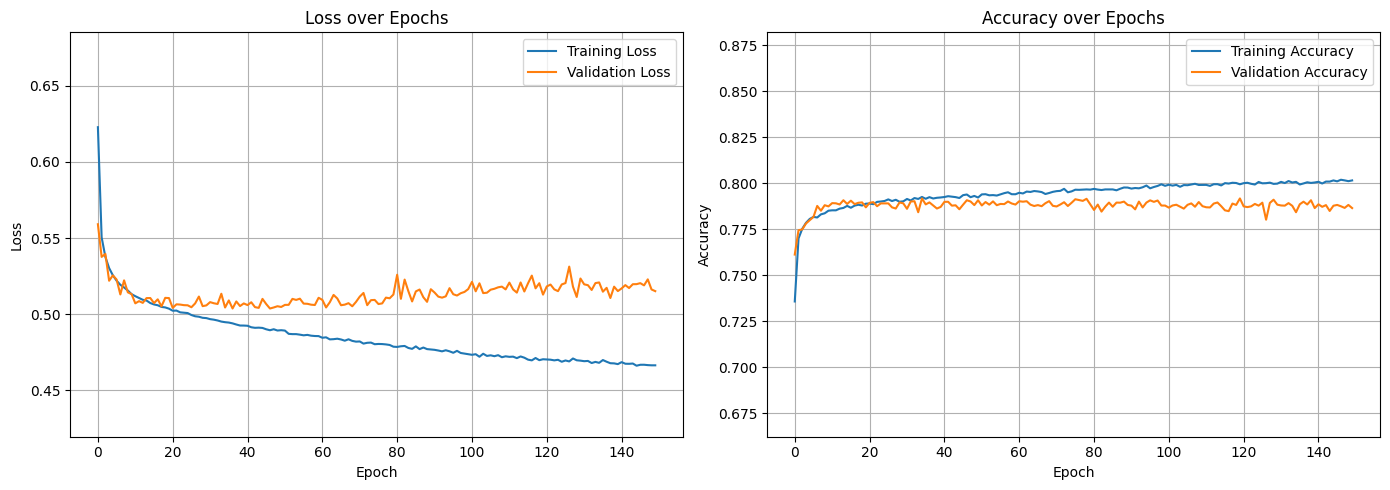 Loss over Epochs
Training Loss
Validation Loss
0.65
0.60
0.55
0.50
0.45
Loss
0 20 40 60 80 100 120 140
Epoch
Accuracy over Epochs
Training Accuracy
Validation Accuracy
0.875
0.850
0.825
0.800
0.775
0.750
0.725
0.700
0.675
Accuracy
0 20 40 60 80 100 120 140
Epoch